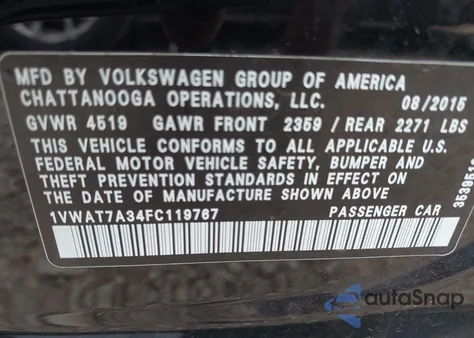 MFD BY VOLKSWAGEN GROUP OF AMERICA
CHATTANOOGA OPERATIONS, LLC. 08/2015
GVWR 4519 GAWR FRONT 2359 / REAR 2271 LBS
THIS VEHICLE CONFORMS TO ALL APPLICABLE U.S.
FEDERAL MOTOR VEHICLE SAFETY, BUMPER AND
THEFT PREVENTION STANDARDS IN EFFECT ON
THE DATE OF MANUFACTURE SHOWN ABOVE.
1VWAT7A34FC119767 PASSENGER CAR
autoSnap